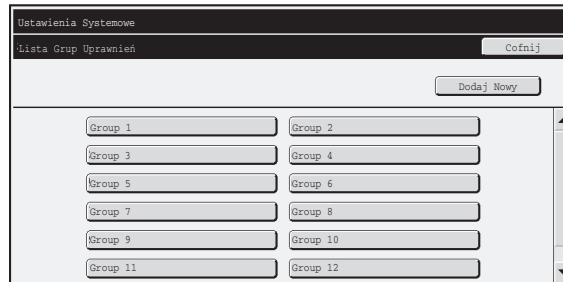 Ustawienia Systemowe
Lista Grup Uprawnień
Cofnij
Dodaj Nowy
Group 1
Group 2
Group 3
Group 4
Group 5
Group 6
Group 7
Group 8
Group 9
Group 10
Group 11
Group 12